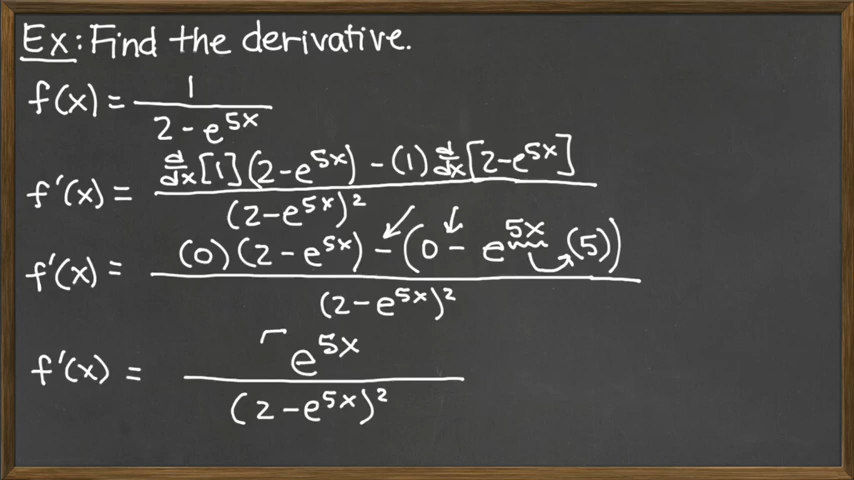 Ex: Find the derivative.
f(x) = 1 / (2 - e^5x)
f'(x) = (d/dx [1] (2 - e^5x) - (1) d/dx [2 - e^5x]) / (2 - e^5x)^2
f'(x) = ((0)(2 - e^5x) - (0 - e^5x (5))) / (2 - e^5x)^2
f'(x) = e^5x / (2 - e^5x)^2